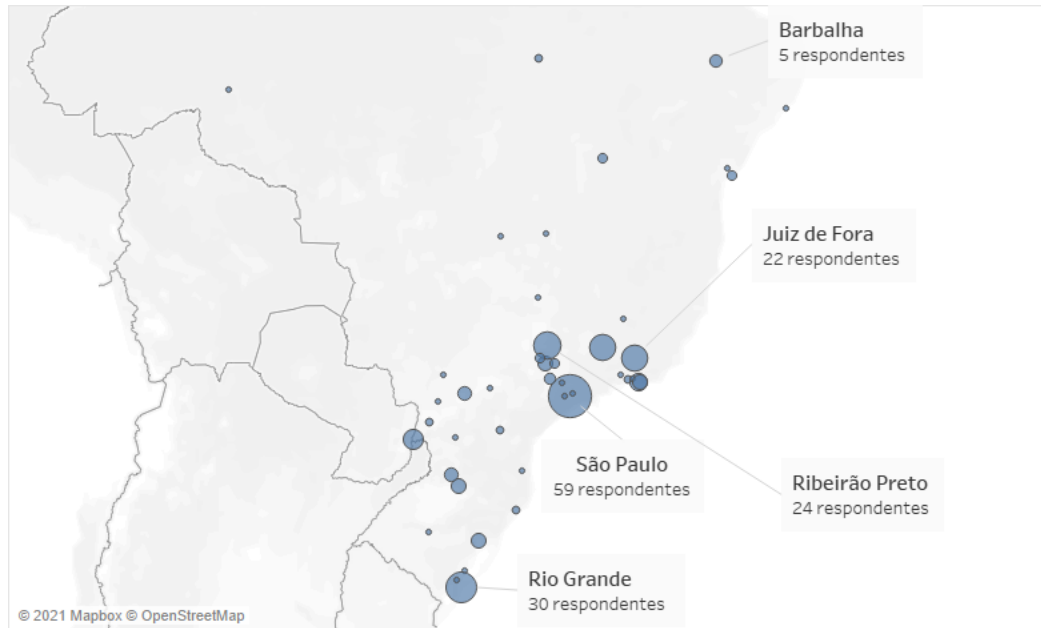 Barbalha
5 respondentes
Juiz de Fora
22 respondentes
São Paulo
59 respondentes
Ribeirão Preto
24 respondentes
Rio Grande
30 respondentes
© 2021 Mapbox © OpenStreetMap